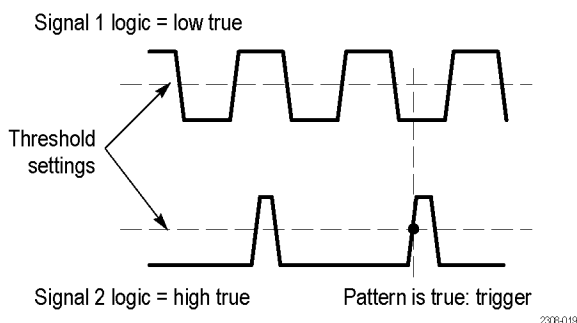 Signal 1 logic = low true
Threshold
settings
Signal 2 logic = high true
Pattern is true: trigger
2308-019